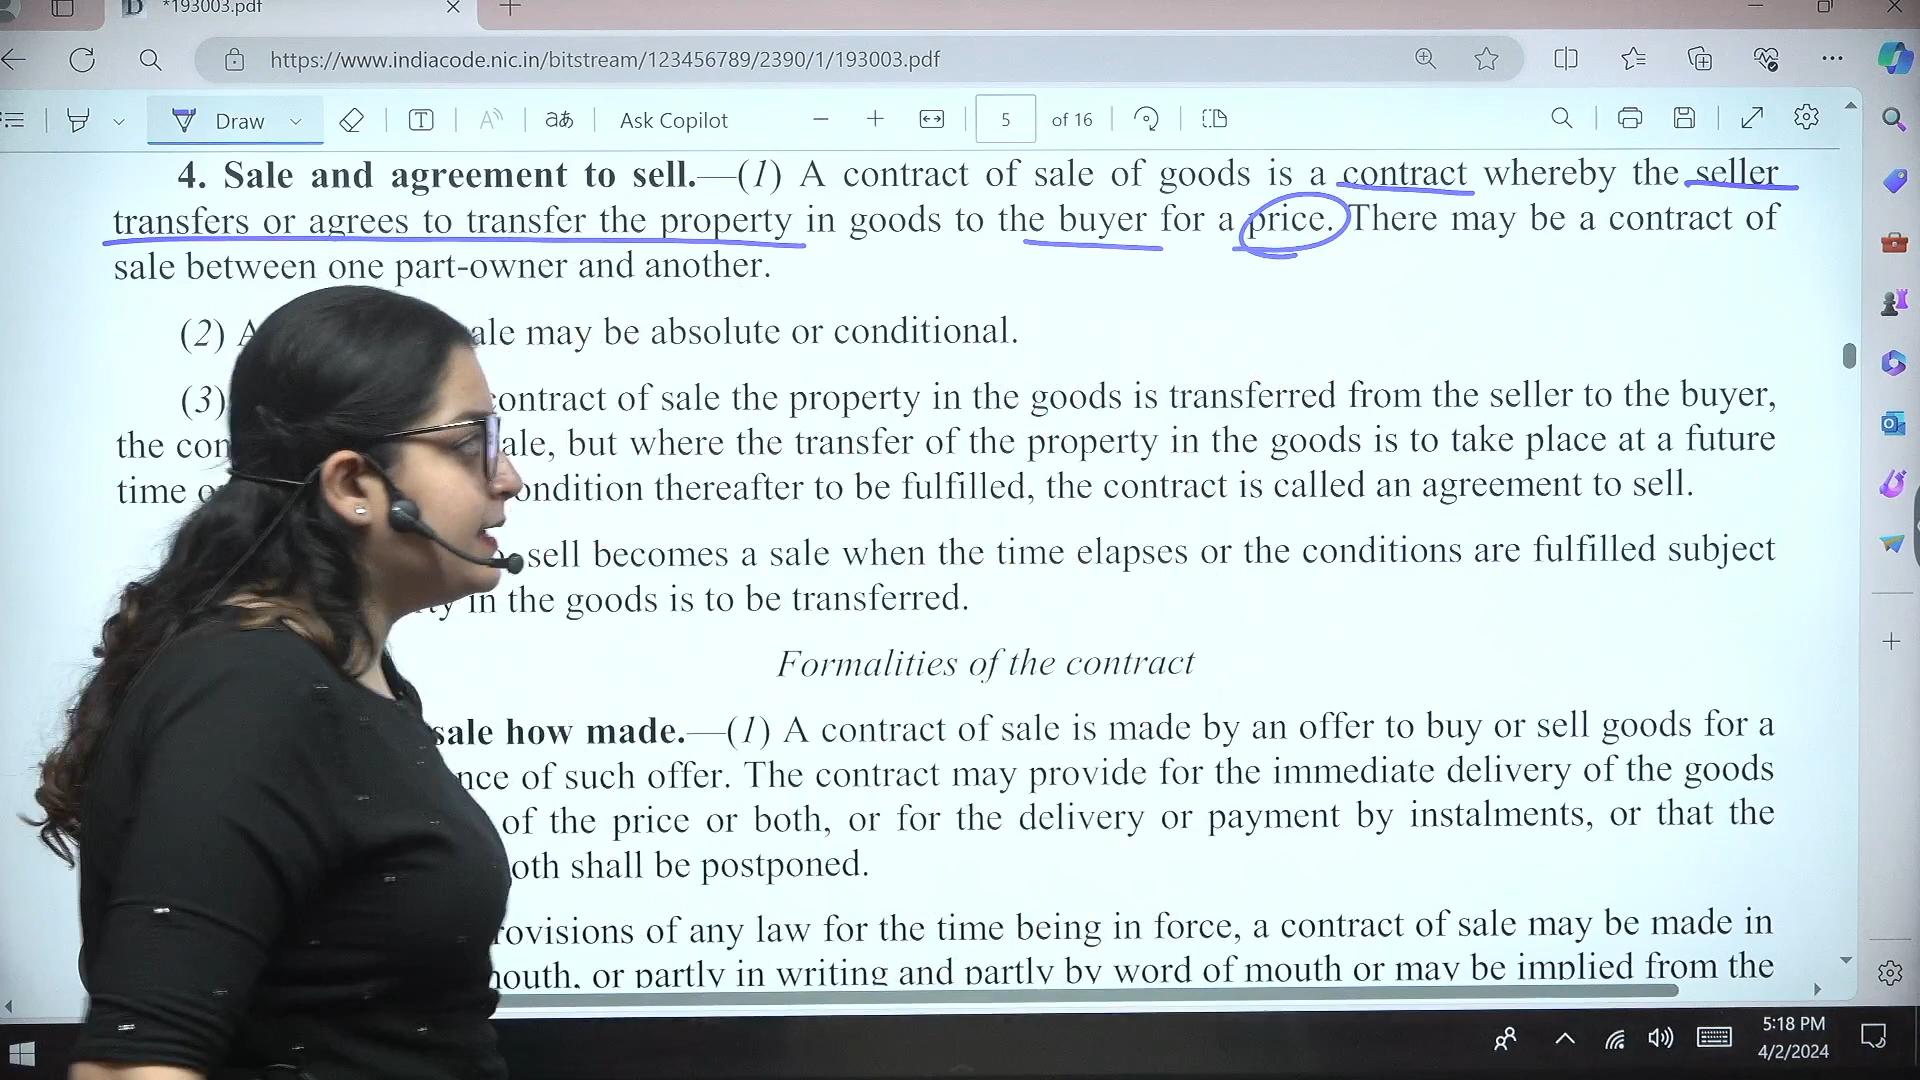 *193003.pdf
https://www.indiacode.nic.in/bitstream/123456789/2390/1/193003.pdf
Draw
T
A
aあ
Ask Copilot
5
of 16
4. Sale and agreement to sell.—(1) A contract of sale of goods is a contract whereby the seller
transfers or agrees to transfer the property in goods to the buyer for a price. There may be a contract of
sale between one part-owner and another.
(2) A ale may be absolute or conditional.
(3) contract of sale the property in the goods is transferred from the seller to the buyer,
the con ale, but where the transfer of the property in the goods is to take place at a future
time o ondition thereafter to be fulfilled, the contract is called an agreement to sell.
sell becomes a sale when the time elapses or the conditions are fulfilled subject
ty in the goods is to be transferred.
Formalities of the contract
sale how made.—(1) A contract of sale is made by an offer to buy or sell goods for a
nce of such offer. The contract may provide for the immediate delivery of the goods
of the price or both, or for the delivery or payment by instalments, or that the
oth shall be postponed.
rovisions of any law for the time being in force, a contract of sale may be made in
outh, or partly in writing and partly by word of mouth or may be implied from the
5:18 PM
4/2/2024